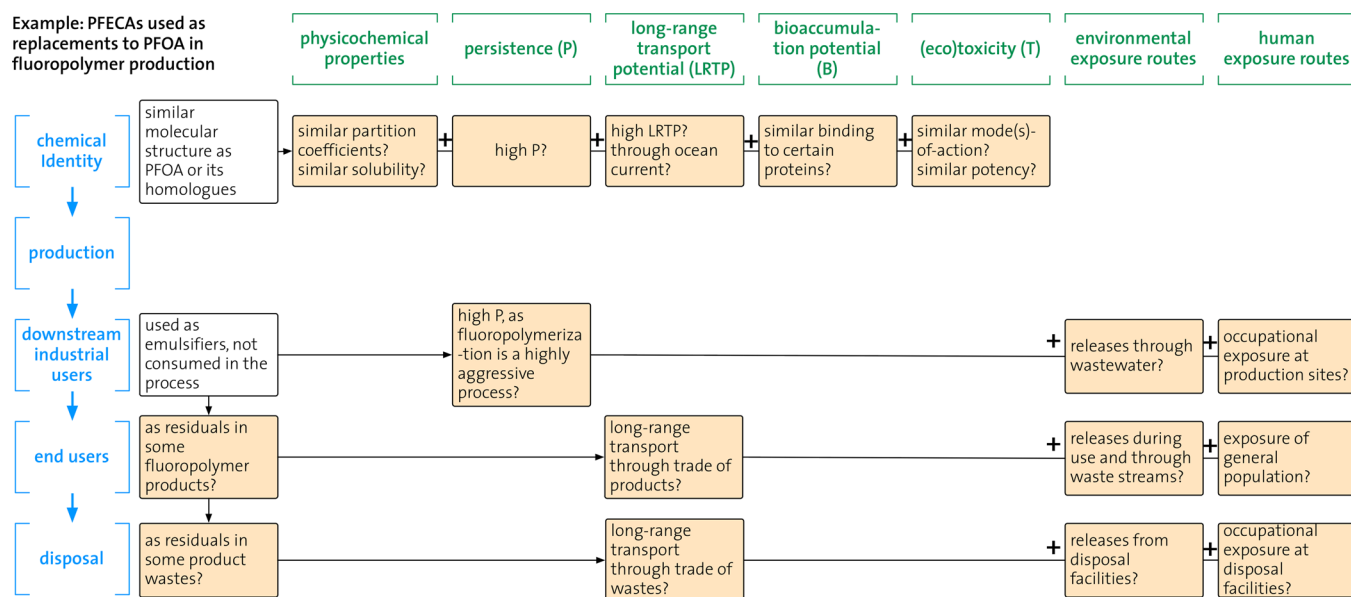 Example: PFECAs used as
replacements to PFOA in
fluoropolymer production
physicochemical
properties
persistence (P)
long-range
transport
potential (LRTP)
bioaccumula-
tion potential
(B)
(eco)toxicity (T)
environmental
exposure routes
human
exposure routes
chemical
Identity
similar
molecular
structure as
PFOA or its
homologues
similar partition
coefficients?
similar solubility?
+
high P?
+
high LRTP?
through ocean
current?
+
similar binding
to certain
proteins?
+
similar mode(s)-
of-action?
similar potency?
production
downstream
industrial
users
used as
emulsifiers, not
consumed in the
process
high P, as
fluoropolymeriza
-tion is a highly
aggressive
process?
+
releases through
wastewater?
+
occupational
exposure at
production sites?
end users
as residuals in
some
fluoropolymer
products?
long-range
transport
through trade of
products?
+
releases during
use and through
waste streams?
+
exposure of
general
population?
disposal
as residuals in
some product
wastes?
long-range
transport
through trade of
wastes?
+
releases from
disposal
facilities?
+
occupational
exposure at
disposal
facilities?